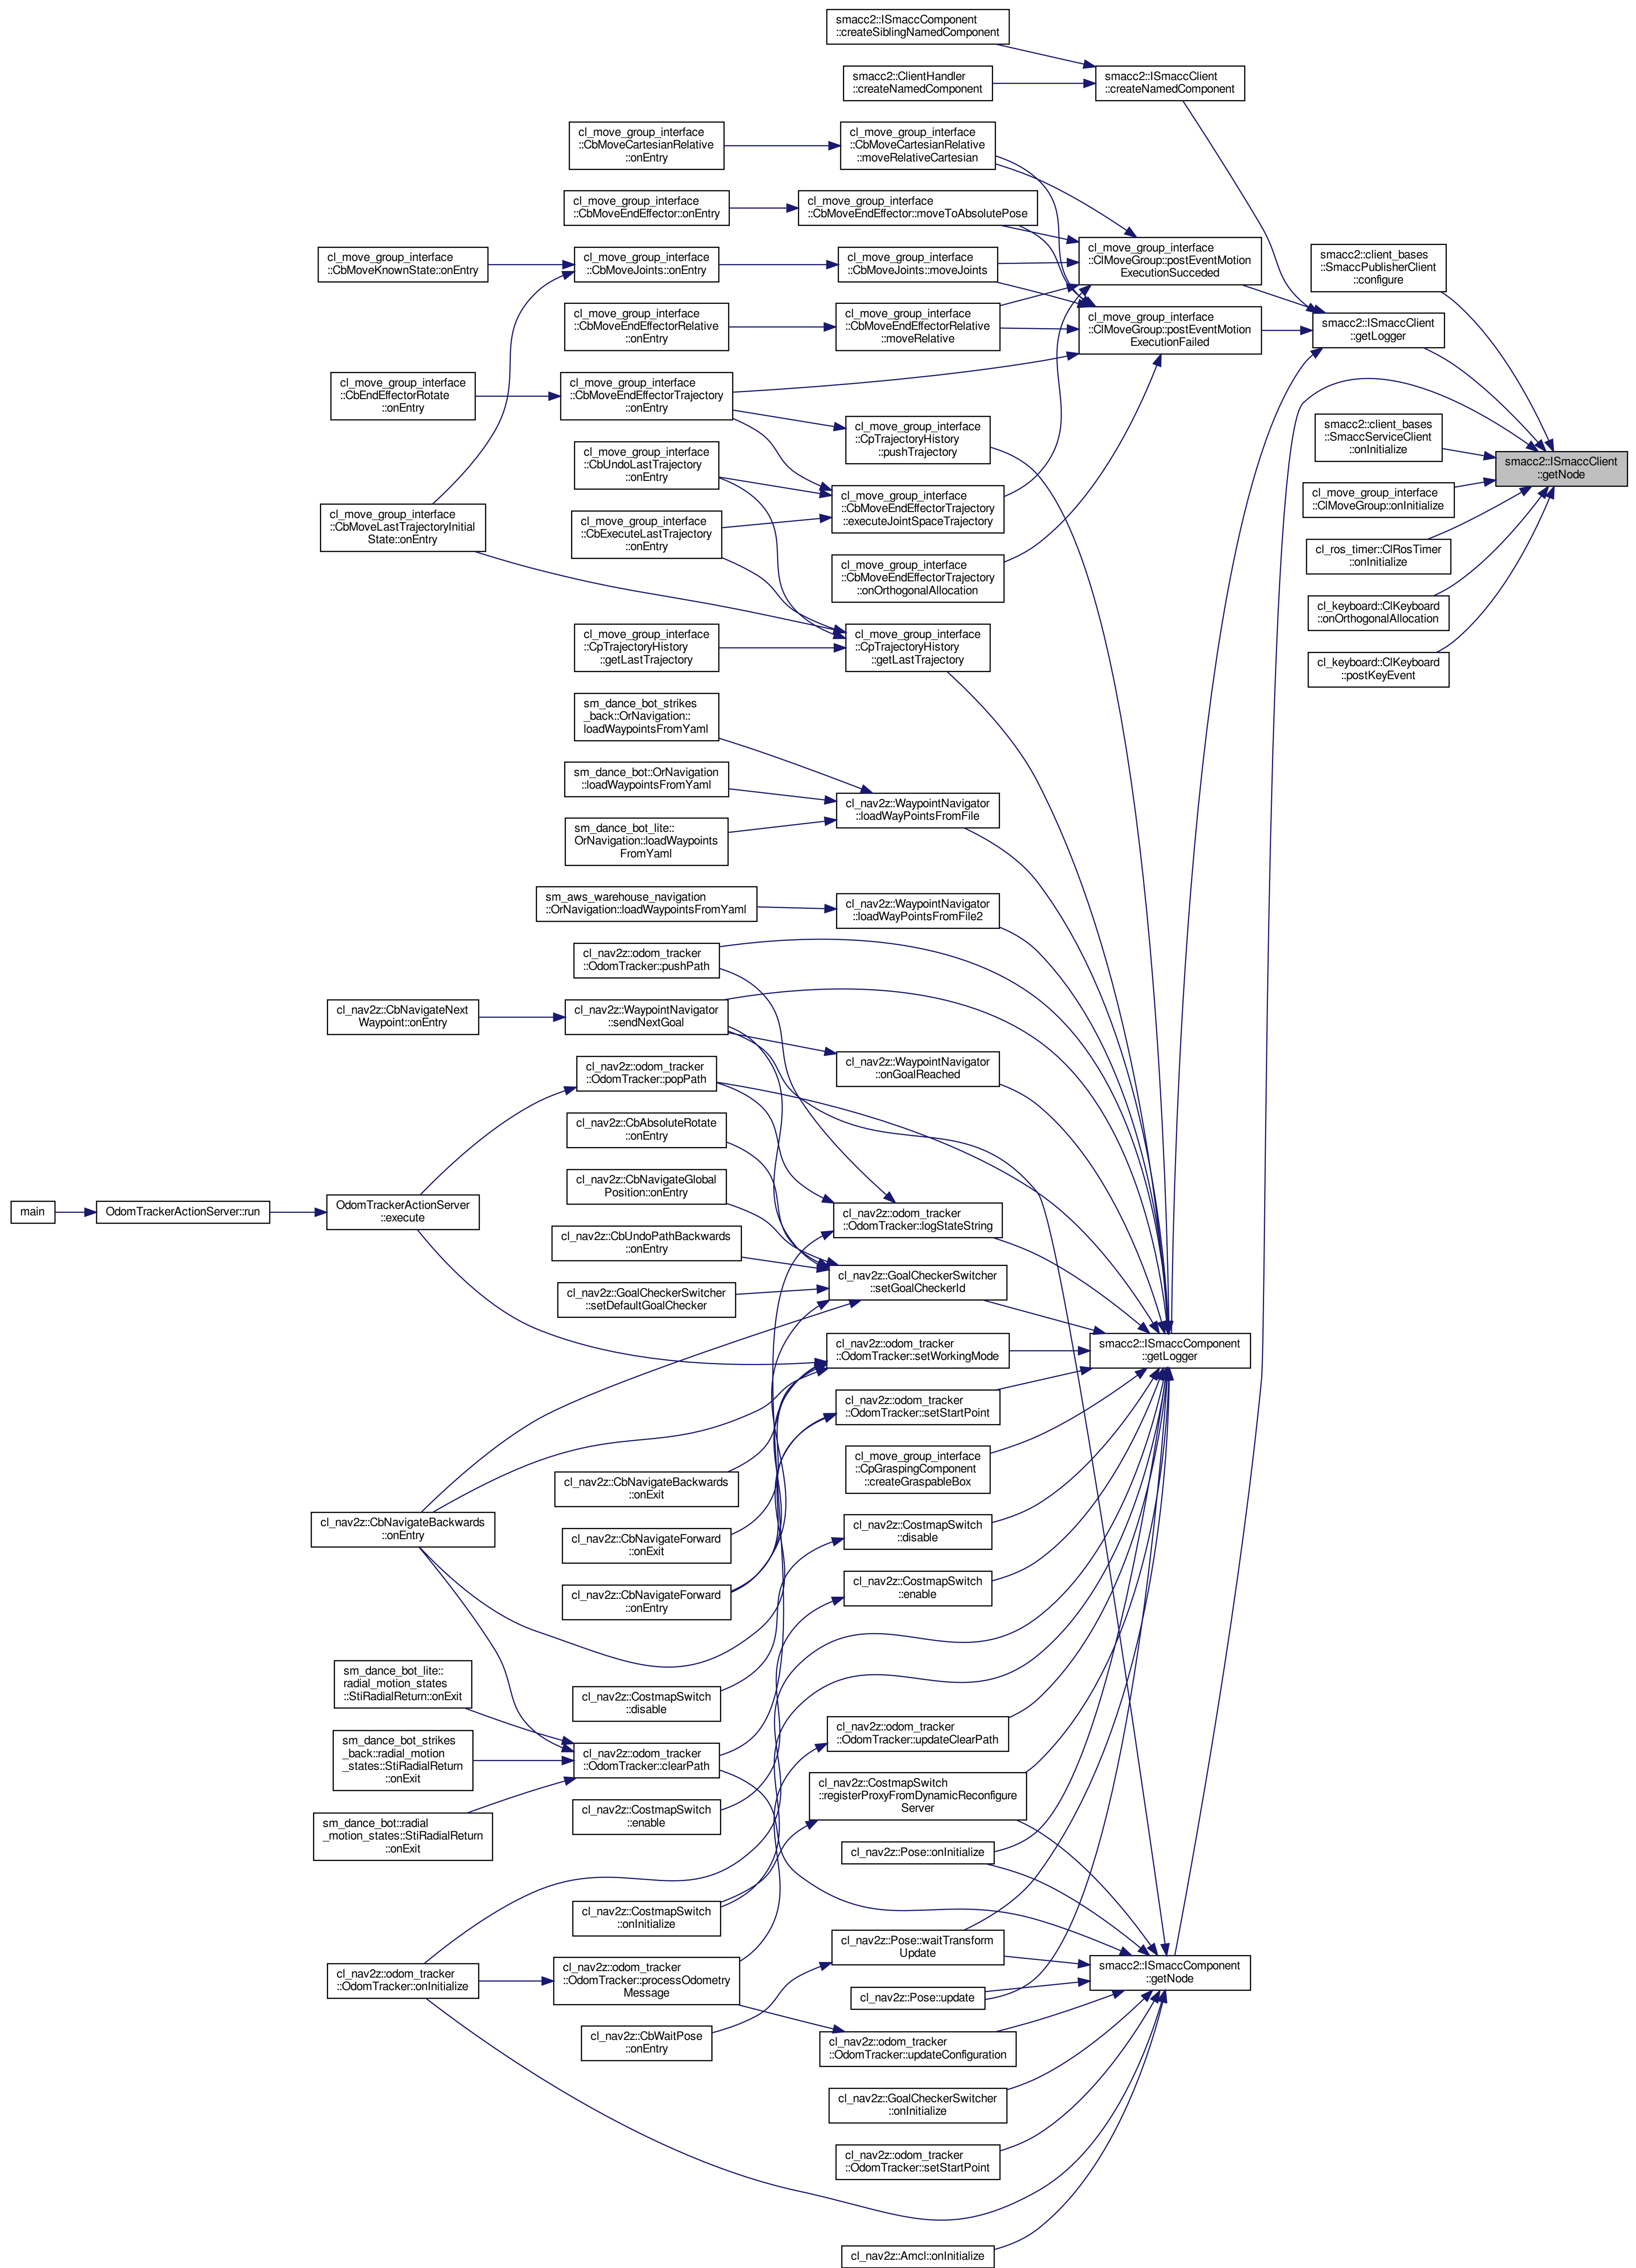 smacc2::ISmaccComponent
::createSiblingNamedComponent
smacc2::ClientHandler
::createNamedComponent
smacc2::ISmaccClient
::createNamedComponent
cl_move_group_interface
::CbMoveCartesianRelative
::onEntry
cl_move_group_interface
::CbMoveCartesianRelative
::moveRelativeCartesian
cl_move_group_interface
::CbMoveEndEffector::onEntry
cl_move_group_interface
::CbMoveEndEffector::moveToAbsolutePose
cl_move_group_interface
::CbMoveKnownState::onEntry
cl_move_group_interface
::CbMoveJoints::onEntry
cl_move_group_interface
::CbMoveJoints::moveJoints
cl_move_group_interface
::ClMoveGroup::postEventMotion
ExecutionSucceded
smacc2::client_bases
::SmaccPublisherClient
::configure
cl_move_group_interface
::CbMoveEndEffectorRelative
::onEntry
cl_move_group_interface
::CbMoveEndEffectorRelative
::moveRelative
cl_move_group_interface
::ClMoveGroup::postEventMotion
ExecutionFailed
smacc2::ISmaccClient
::getLogger
cl_move_group_interface
::CbEndEffectorRotate
::onEntry
cl_move_group_interface
::CbMoveEndEffectorTrajectory
::onEntry
cl_move_group_interface
::CpTrajectoryHistory
::pushTrajectory
smacc2::client_bases
::SmaccServiceClient
::onInitialize
cl_move_group_interface
::CbUndoLastTrajectory
::onEntry
smacc2::ISmaccClient
::getNode
cl_move_group_interface
::CbMoveLastTrajectoryInitial
State::onEntry
cl_move_group_interface
::CbExecuteLastTrajectory
::onEntry
cl_move_group_interface
::CbMoveEndEffectorTrajectory
::executeJointSpaceTrajectory
cl_move_group_interface
::ClMoveGroup::onInitialize
cl_ros_timer::ClRosTimer
::onInitialize
cl_move_group_interface
::CbMoveEndEffectorTrajectory
::onOrthogonalAllocation
cl_keyboard::ClKeyboard
::onOrthogonalAllocation
cl_move_group_interface
::CpTrajectoryHistory
::getLastTrajectory
cl_move_group_interface
::CpTrajectoryHistory
::getLastTrajectory
cl_keyboard::ClKeyboard
::postKeyEvent
sm_dance_bot_strikes
_back::OrNavigation::
loadWaypointsFromYaml
sm_dance_bot::OrNavigation
::loadWaypointsFromYaml
cl_nav2z::WaypointNavigator
::loadWayPointsFromFile
sm_dance_bot_lite::
OrNavigation::loadWaypoints
FromYaml
sm_aws_warehouse_navigation
::OrNavigation::loadWaypointsFromYaml
cl_nav2z::WaypointNavigator
::loadWayPointsFromFile2
cl_nav2z::odom_tracker
::OdomTracker::pushPath
cl_nav2z::CbNavigateNext
Waypoint::onEntry
cl_nav2z::WaypointNavigator
::sendNextGoal
cl_nav2z::WaypointNavigator
::onGoalReached
cl_nav2z::odom_tracker
::OdomTracker::popPath
cl_nav2z::CbAbsoluteRotate
::onEntry
cl_nav2z::CbNavigateGlobal
Position::onEntry
main
OdomTrackerActionServer::run
OdomTrackerActionServer
::execute
cl_nav2z::odom_tracker
::OdomTracker::logStateString
cl_nav2z::CbUndoPathBackwards
::onEntry
cl_nav2z::GoalCheckerSwitcher
::setGoalCheckerId
cl_nav2z::GoalCheckerSwitcher
::setDefaultGoalChecker
cl_nav2z::odom_tracker
::OdomTracker::setWorkingMode
smacc2::ISmaccComponent
::getLogger
cl_nav2z::odom_tracker
::OdomTracker::setStartPoint
cl_move_group_interface
::CpGraspingComponent
::createGraspableBox
cl_nav2z::CbNavigateBackwards
::onExit
cl_nav2z::CbNavigateBackwards
::onEntry
cl_nav2z::CbNavigateForward
::onExit
cl_nav2z::CostmapSwitch
::disable
cl_nav2z::CbNavigateForward
::onEntry
cl_nav2z::CostmapSwitch
::enable
sm_dance_bot_lite::
radial_motion_states
::StiRadialReturn::onExit
cl_nav2z::CostmapSwitch
::disable
sm_dance_bot_strikes
_back::radial_motion
_states::StiRadialReturn
::onExit
cl_nav2z::odom_tracker
::OdomTracker::clearPath
cl_nav2z::odom_tracker
::OdomTracker::updateClearPath
cl_nav2z::CostmapSwitch
::registerProxyFromDynamicReconfigure
Server
sm_dance_bot::radial
_motion_states::StiRadialReturn
::onExit
cl_nav2z::CostmapSwitch
::enable
cl_nav2z::Pose::onInitialize
cl_nav2z::CostmapSwitch
::onInitialize
cl_nav2z::Pose::waitTransform
Update
cl_nav2z::odom_tracker
::OdomTracker::onInitialize
cl_nav2z::odom_tracker
::OdomTracker::processOdometry
Message
cl_nav2z::Pose::update
smacc2::ISmaccComponent
::getNode
cl_nav2z::CbWaitPose
::onEntry
cl_nav2z::odom_tracker
::OdomTracker::updateConfiguration
cl_nav2z::GoalCheckerSwitcher
::onInitialize
cl_nav2z::odom_tracker
::OdomTracker::setStartPoint
cl_nav2z::Amcl::onInitialize